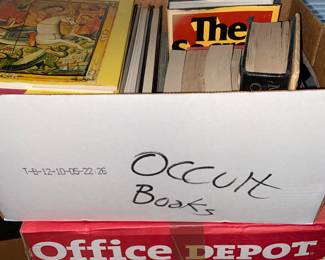 The
T-B-12-10-05-22:26
Occult
Books
Office DEPOT